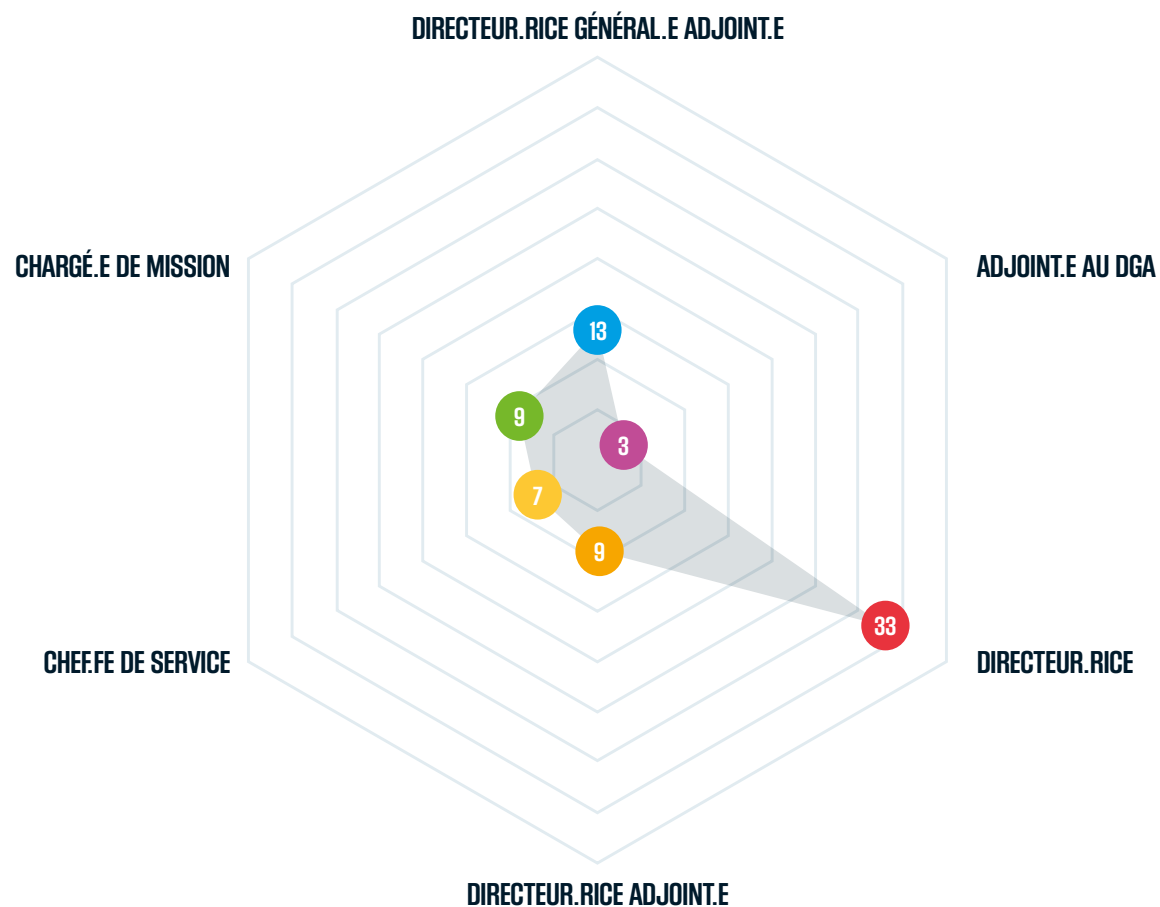 DIRECTEUR.RICE GÉNÉRAL.E ADJOINT.E
CHARGÉ.E DE MISSION
ADJOINT.E AU DGA
13
9
3
7
9
33
CHEF.FE DE SERVICE
DIRECTEUR.RICE
DIRECTEUR.RICE ADJOINT.E